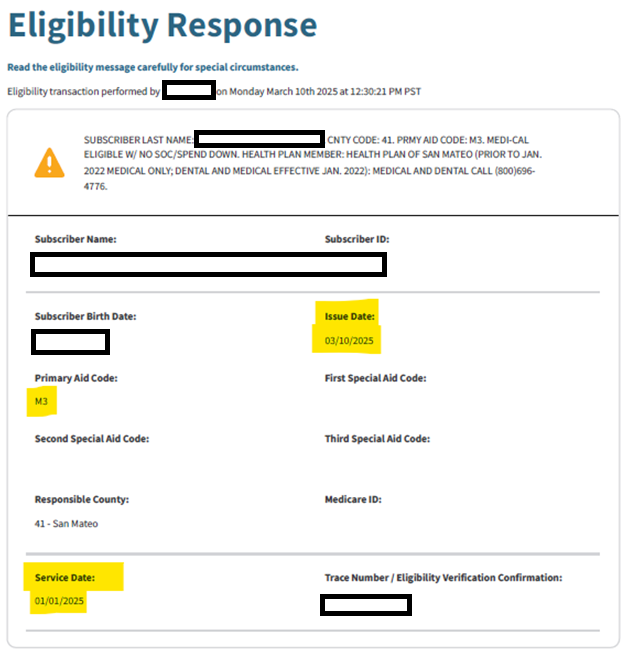 Eligibility Response
Read the eligibility message carefully for special circumstances.
Eligibility transaction performed by on Monday March 10th 2025 at 12:30:21 PM PST
SUBSCRIBER LAST NAME: CNTY CODE: 41. PRMY AID CODE: M3. MEDI-CAL
ELIGIBLE W/ NO SOC/SPEND DOWN. HEALTH PLAN MEMBER: HEALTH PLAN OF SAN MATEO (PRIOR TO JAN.
2022 MEDICAL ONLY; DENTAL AND MEDICAL EFFECTIVE JAN. 2022): MEDICAL AND DENTAL CALL (800)696-
4776.
Subscriber Name: Subscriber ID:
Subscriber Birth Date: Issue Date:
03/10/2025
Primary Aid Code: First Special Aid Code:
M3
Second Special Aid Code: Third Special Aid Code:
Responsible County: Medicare ID:
41 - San Mateo
Service Date: Trace Number / Eligibility Verification Confirmation:
01/01/2025